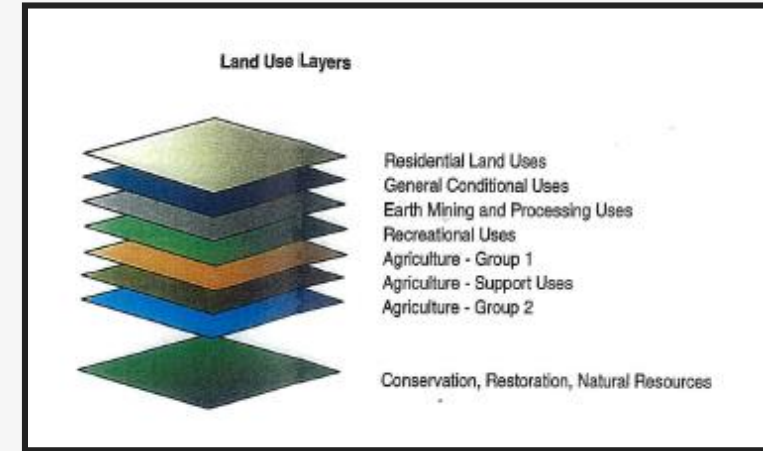 Land Use Layers
Residential Land Uses
General Conditional Uses
Earth Mining and Processing Uses
Recreational Uses
Agriculture - Group 1
Agriculture - Support Uses
Agriculture - Group 2
Conservation, Restoration, Natural Resources